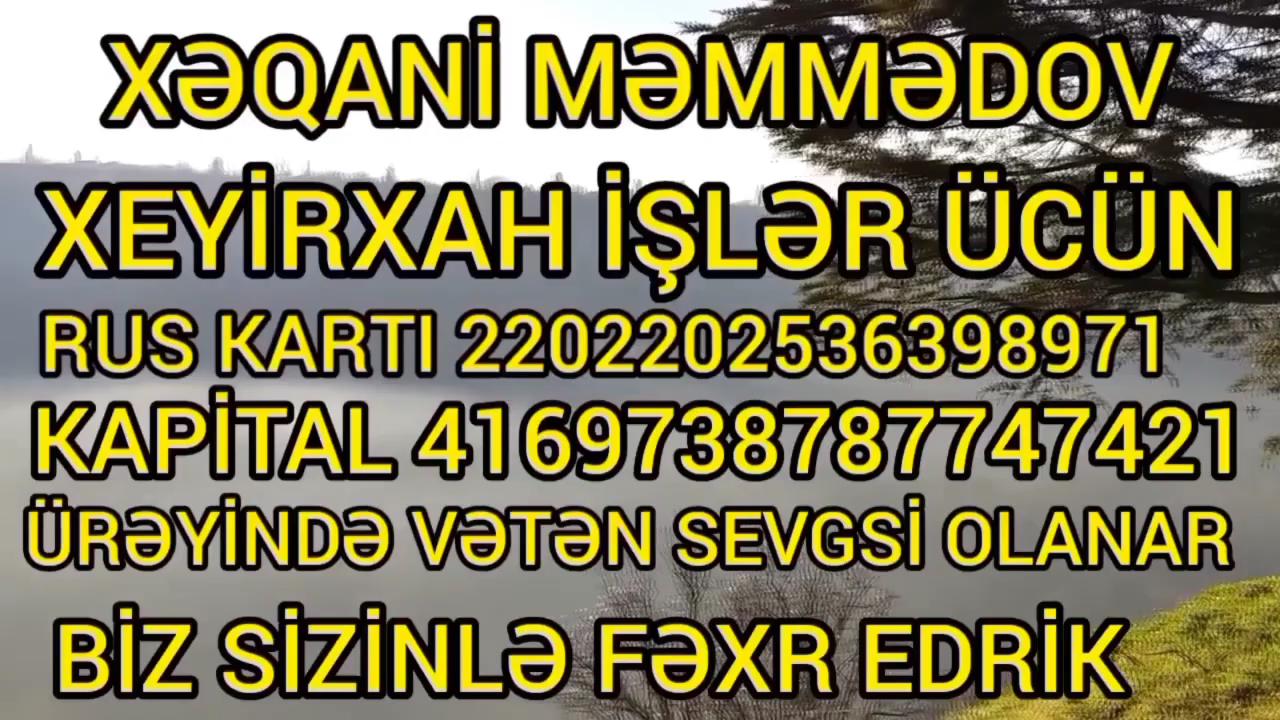 XƏQANİ MƏMMƏDOV
XEYİRXAH İŞLƏR ÜCÜN
RUS KARTI 2202202536398971
KAPİTAL 4169738787747421
ÜRƏYİNDƏ VƏTƏN SEVGSİ OLANAR
BİZ SİZİNLƏ FƏXR EDRİK